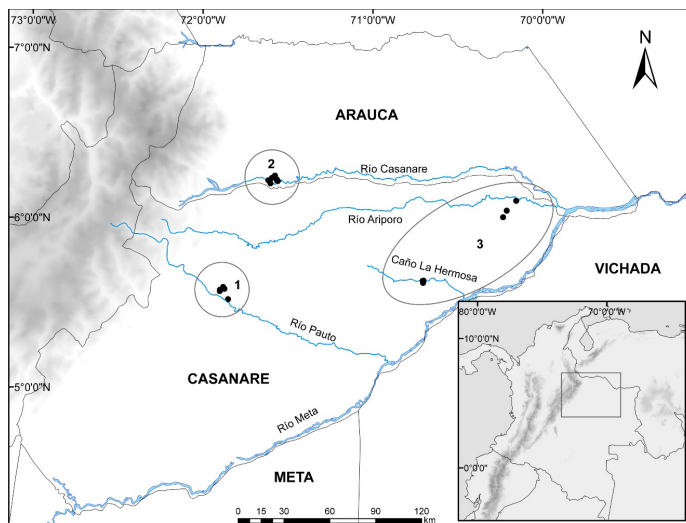 73°0'0"W
72°0'0"W
71°0'0"W
70°0'0"W
7°0'0"N
N
ARAUCA
2
Río Casanare
6°0'0"N
Río Ariporo
3
Caño La Hermosa
VICHADA
1
80°0'0"W
70°0'0"W
Río Pauto
10°0'0"N
CASANARE
5°0'0"N
Río Meta
0°0'0"
META
0 15 30 60 90 120
km